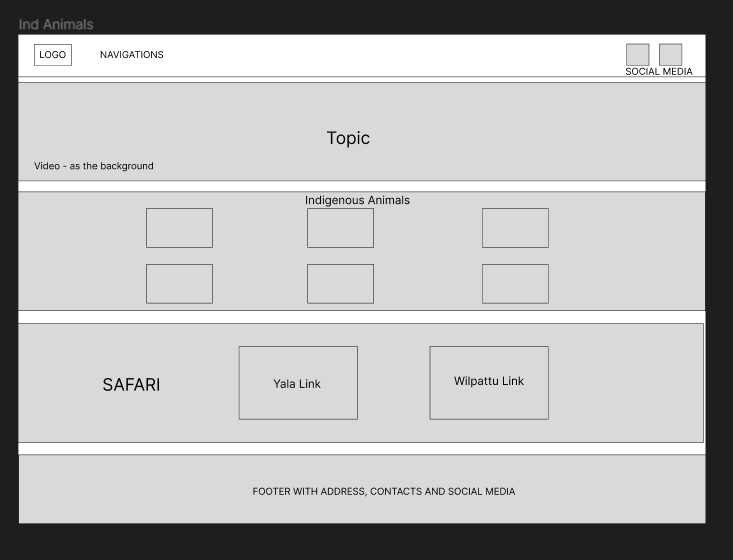 Ind Animals
LOGO
NAVIGATIONS
SOCIAL MEDIA
Topic
Video - as the background
Indigenous Animals
SAFARI
Yala Link
Wilpattu Link
FOOTER WITH ADDRESS, CONTACTS AND SOCIAL MEDIA